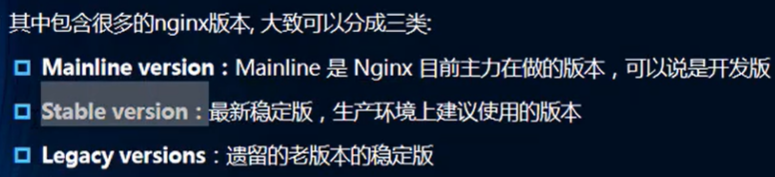 其中包含很多的nginx版本, 大致可以分成三类:
Mainline version：Mainline 是 Nginx 目前主力在做的版本，可以说是开发版
Stable version：最新稳定版，生产环境上建议使用的版本
Legacy versions：遗留的老版本的稳定版